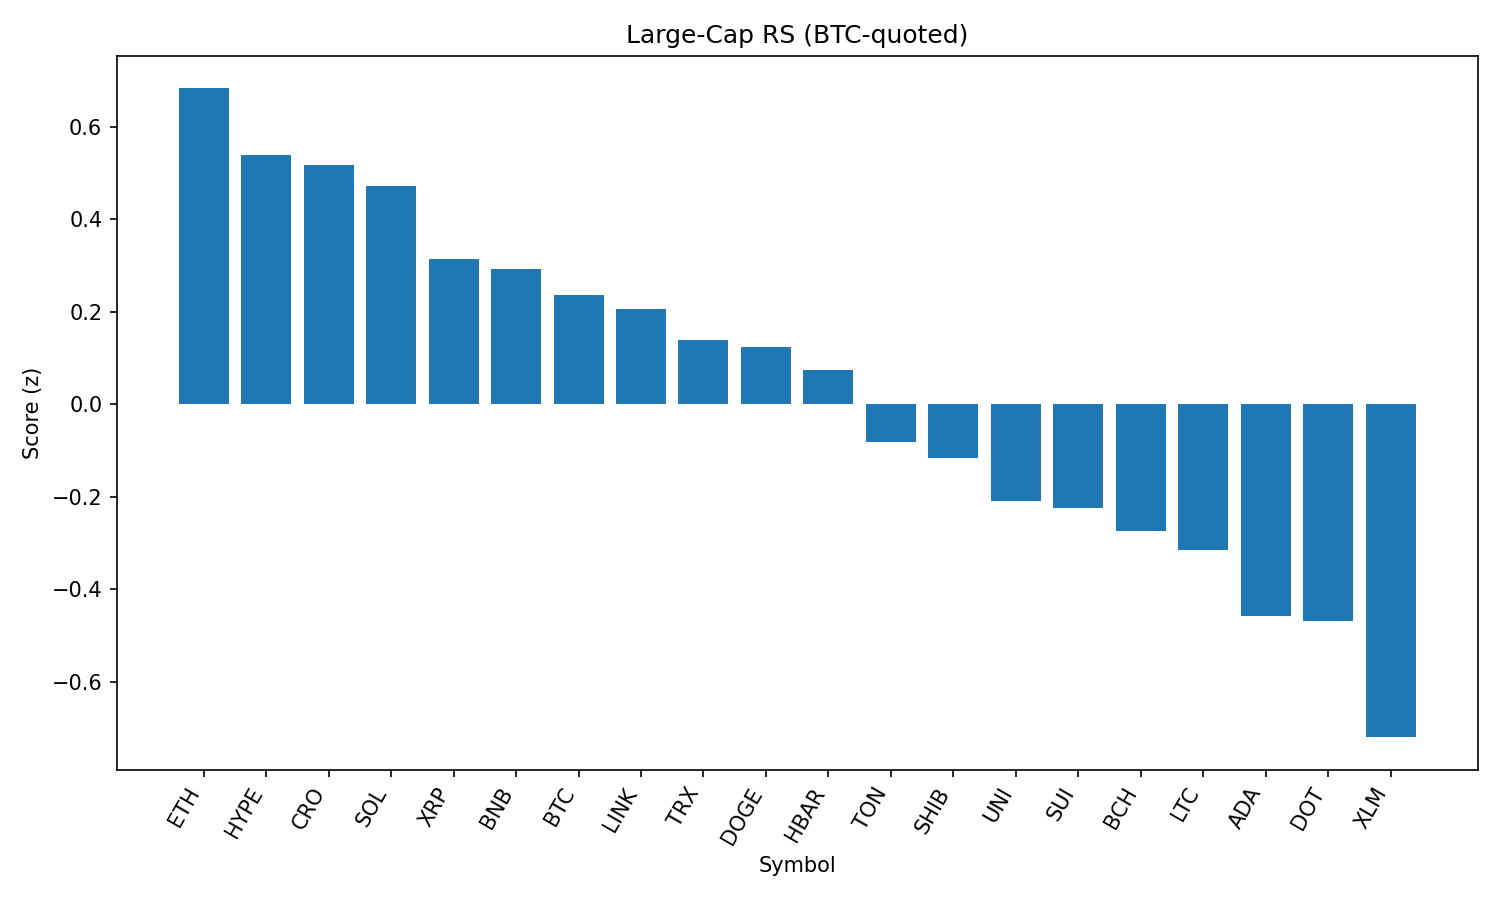 Large-Cap RS (BTC-quoted)
Score (z)
0.6
0.4
0.2
0.0
−0.2
−0.4
−0.6
ETH
HYPE
CRO
SOL
XRP
BNB
BTC
LINK
TRX
DOGE
HBAR
TON
SHIB
UNI
SUI
BCH
LTC
ADA
DOT
XLM
Symbol